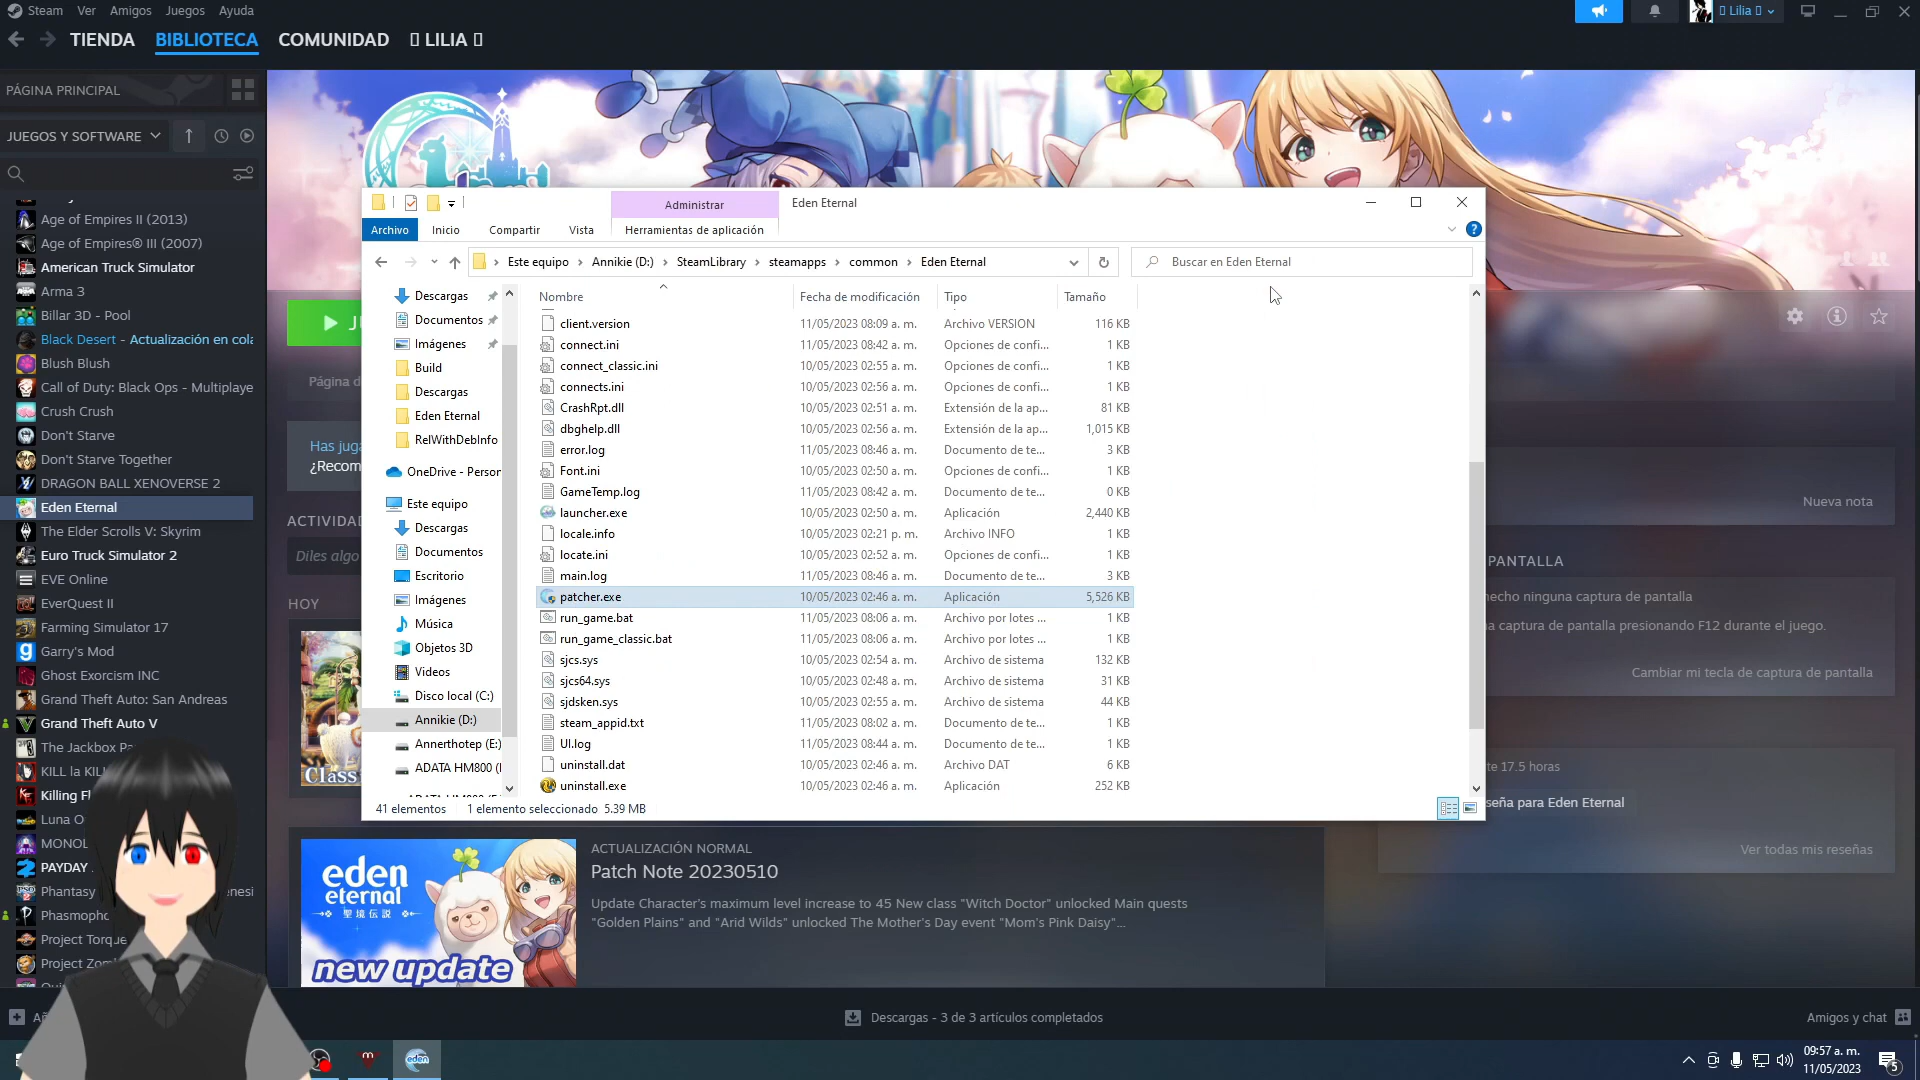 Steam Ver Amigos Juegos Ayuda
Lilia
TIENDA BIBLIOTECA COMUNIDAD LILIA
PÁGINA PRINCIPAL
JUEGOS Y SOFTWARE
Age of Empires II (2013)
Age of Empires® III (2007)
American Truck Simulator
Arma 3
Billar 3D - Pool
Black Desert - Actualización en cola
Blush Blush
Call of Duty: Black Ops - Multiplaye
Crush Crush
Don't Starve
Don't Starve Together
DRAGON BALL XENOVERSE 2
Eden Eternal
The Elder Scrolls V: Skyrim
Euro Truck Simulator 2
EVE Online
EverQuest II
Farming Simulator 17
Garry's Mod
Ghost Exorcism INC
Grand Theft Auto: San Andreas
Grand Theft Auto V
The Jackbox Pa
KILL la KILL
Killing Fl
Luna O
MONOL
PAYDAY
Phantasy enesi
Phasmopho
Project Torque
Project Zom
Página d
Has juga
¿Recom
ACTIVIDAD
Diles algo
HOY
Class
Administrar Eden Eternal
Archivo Inicio Compartir Vista Herramientas de aplicación
Este equipo Annikie (D:) SteamLibrary steamapps common Eden Eternal
Buscar en Eden Eternal
Descargas
Documentos
Imágenes
Build
Descargas
Eden Eternal
RelWithDebInfo
OneDrive - Person
Este equipo
Descargas
Documentos
Escritorio
Imágenes
Música
Objetos 3D
Videos
Disco local (C:)
Annikie (D:)
Annerthotep (E:)
ADATA HM800 (
Nombre Fecha de modificación Tipo Tamaño
client.version 11/05/2023 08:09 a. m. Archivo VERSION 116 KB
connect.ini 11/05/2023 08:42 a. m. Opciones de confi... 1 KB
connect_classic.ini 10/05/2023 02:55 a. m. Opciones de confi... 1 KB
connects.ini 10/05/2023 02:56 a. m. Opciones de confi... 1 KB
CrashRpt.dll 10/05/2023 02:51 a. m. Extensión de la ap... 81 KB
dbghelp.dll 10/05/2023 02:56 a. m. Extensión de la ap... 1,015 KB
error.log 11/05/2023 08:46 a. m. Documento de te... 3 KB
Font.ini 10/05/2023 02:50 a. m. Opciones de confi... 1 KB
GameTemp.log 11/05/2023 08:42 a. m. Documento de te... 0 KB
launcher.exe 10/05/2023 02:50 a. m. Aplicación 2,440 KB
locale.info 10/05/2023 02:21 p. m. Archivo INFO 1 KB
locate.ini 10/05/2023 02:52 a. m. Opciones de confi... 1 KB
main.log 11/05/2023 08:46 a. m. Documento de te... 3 KB
patcher.exe 10/05/2023 02:46 a. m. Aplicación 5,526 KB
run_game.bat 11/05/2023 08:06 a. m. Archivo por lotes ... 1 KB
run_game_classic.bat 11/05/2023 08:06 a. m. Archivo por lotes ... 1 KB
sjcs.sys 10/05/2023 02:54 a. m. Archivo de sistema 132 KB
sjcs64.sys 10/05/2023 02:48 a. m. Archivo de sistema 31 KB
sjdsken.sys 10/05/2023 02:55 a. m. Archivo de sistema 44 KB
steam_appid.txt 11/05/2023 08:02 a. m. Documento de te... 1 KB
UI.log 11/05/2023 08:44 a. m. Documento de te... 1 KB
uninstall.dat 10/05/2023 02:46 a. m. Archivo DAT 6 KB
uninstall.exe 10/05/2023 02:46 a. m. Aplicación 252 KB
41 elementos 1 elemento seleccionado 5.39 MB
Nueva nota
PANTALLA
hecho ninguna captura de pantalla
a captura de pantalla presionando F12 durante el juego.
Cambiar mi tecla de captura de pantalla
te 17.5 horas
seña para Eden Eternal
Ver todas mis reseñas
eden
eternal
聖境伝説
new update
ACTUALIZACIÓN NORMAL
Patch Note 20230510
Update Character's maximum level increase to 45 New class "Witch Doctor" unlocked Main quests
"Golden Plains" and "Arid Wilds" unlocked The Mother's Day event "Mom's Pink Daisy"...
Descargas - 3 de 3 artículos completados
Amigos y chat
eden
09:57 a. m.
11/05/2023
5